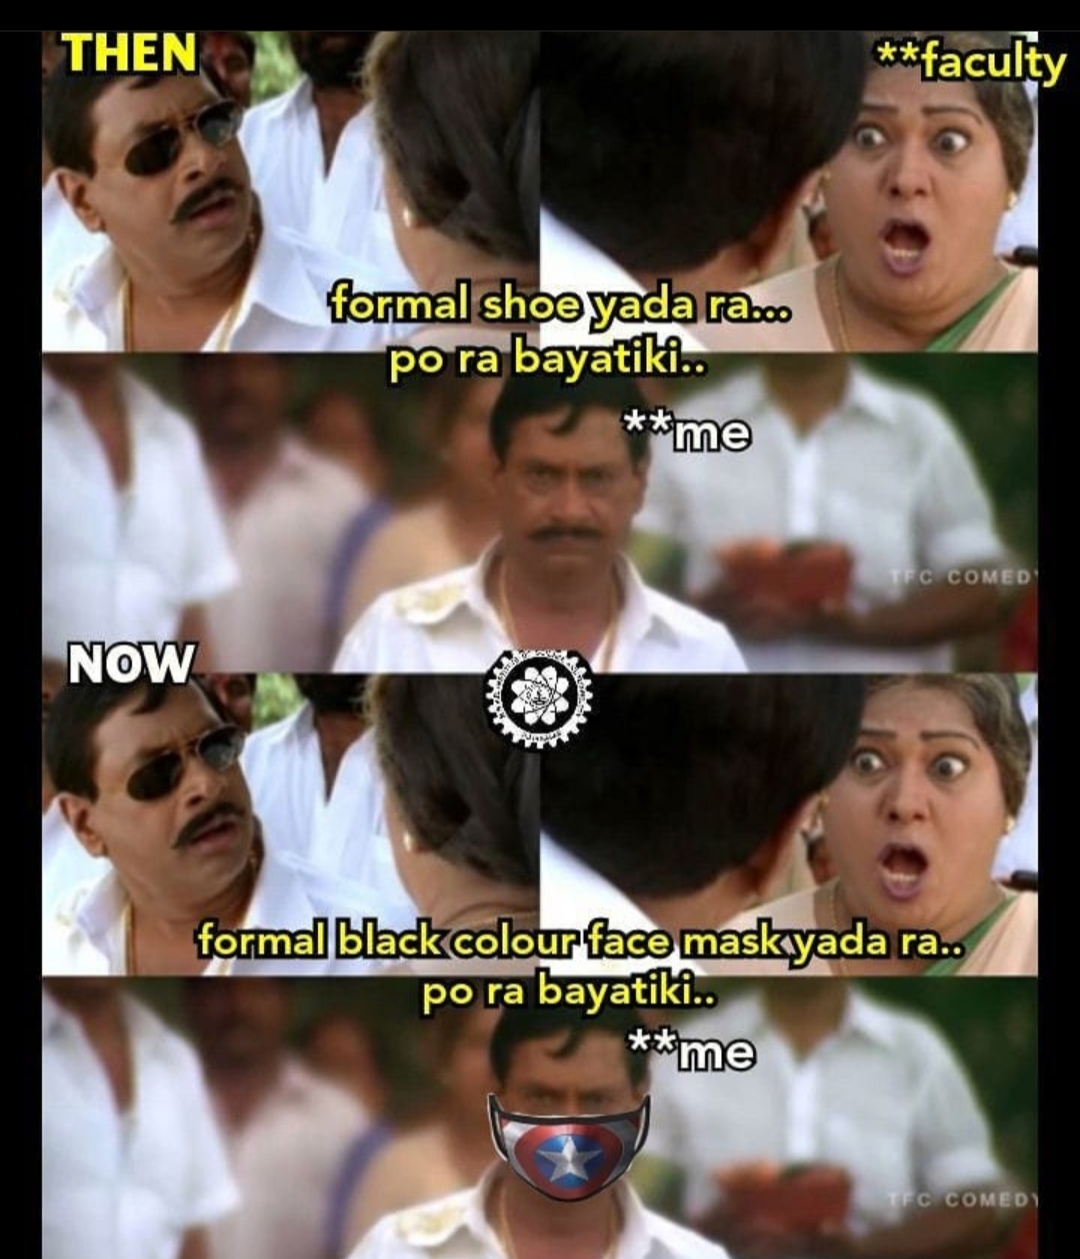 THEN
**faculty
formal shoe yada ra...
po ra bayatiki..
**me
TFC COMEDY
NOW
formal black colour face mask yada ra..
po ra bayatiki..
**me
TFC COMEDY